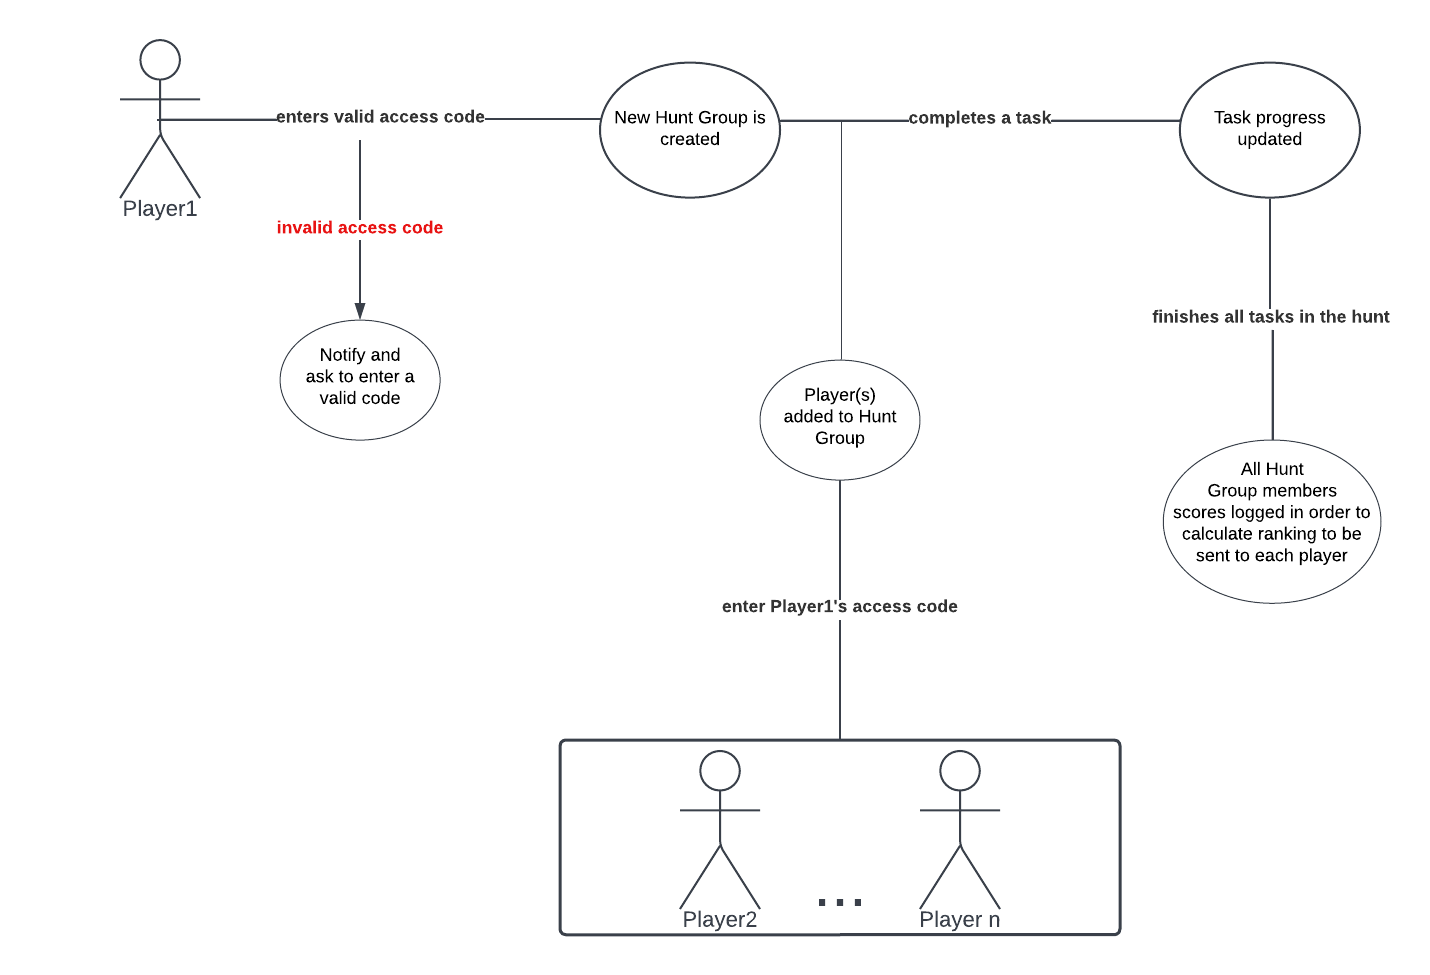 enters valid access code
New Hunt Group is
created
completes a task
Task progress
updated
Player1
invalid access code
finishes all tasks in the hunt
Notify and
ask to enter a
valid code
Player(s)
added to Hunt
Group
All Hunt
Group members
scores logged in order to
calculate ranking to be
sent to each player
enter Player1's access code
...
Player2
Player n